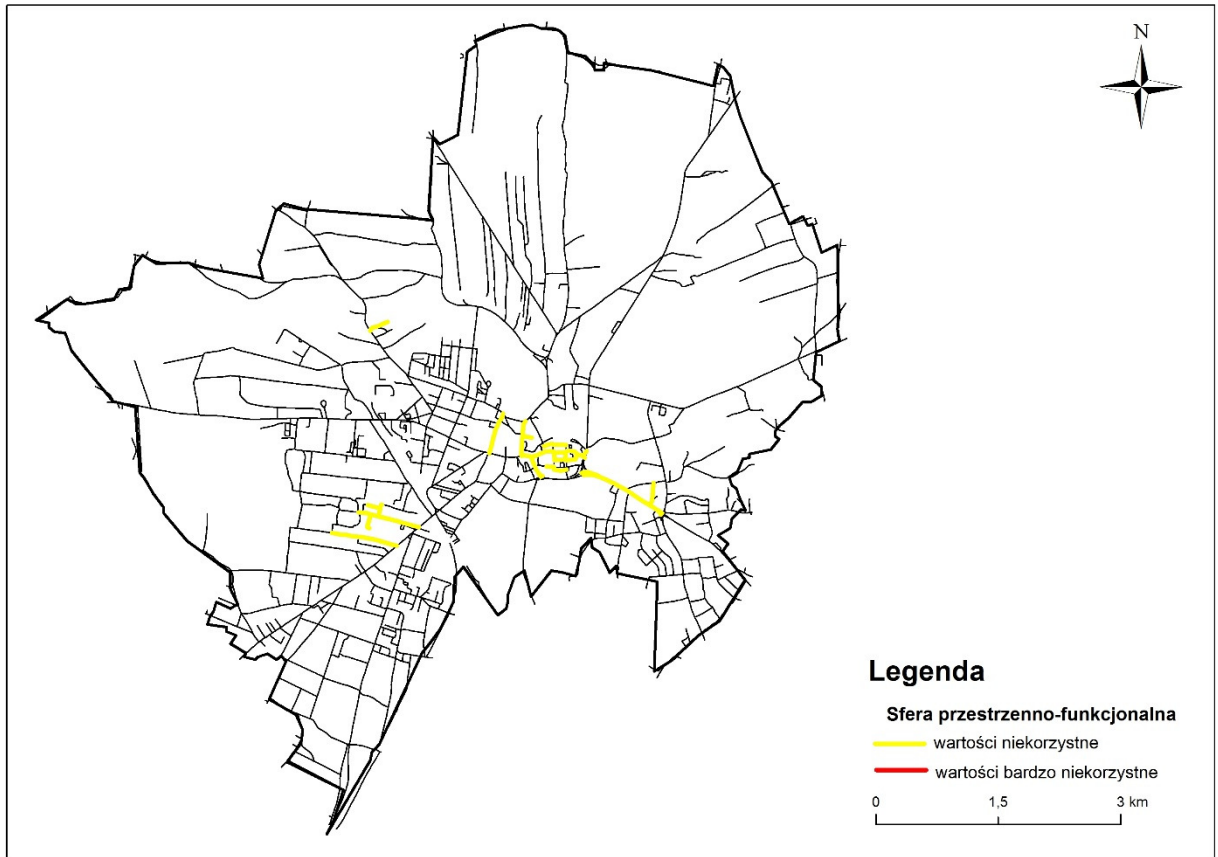 N
Legenda
Sfera przestrzenno-funkcjonalna
wartości niekorzystne
wartości bardzo niekorzystne
0 1,5 3 km